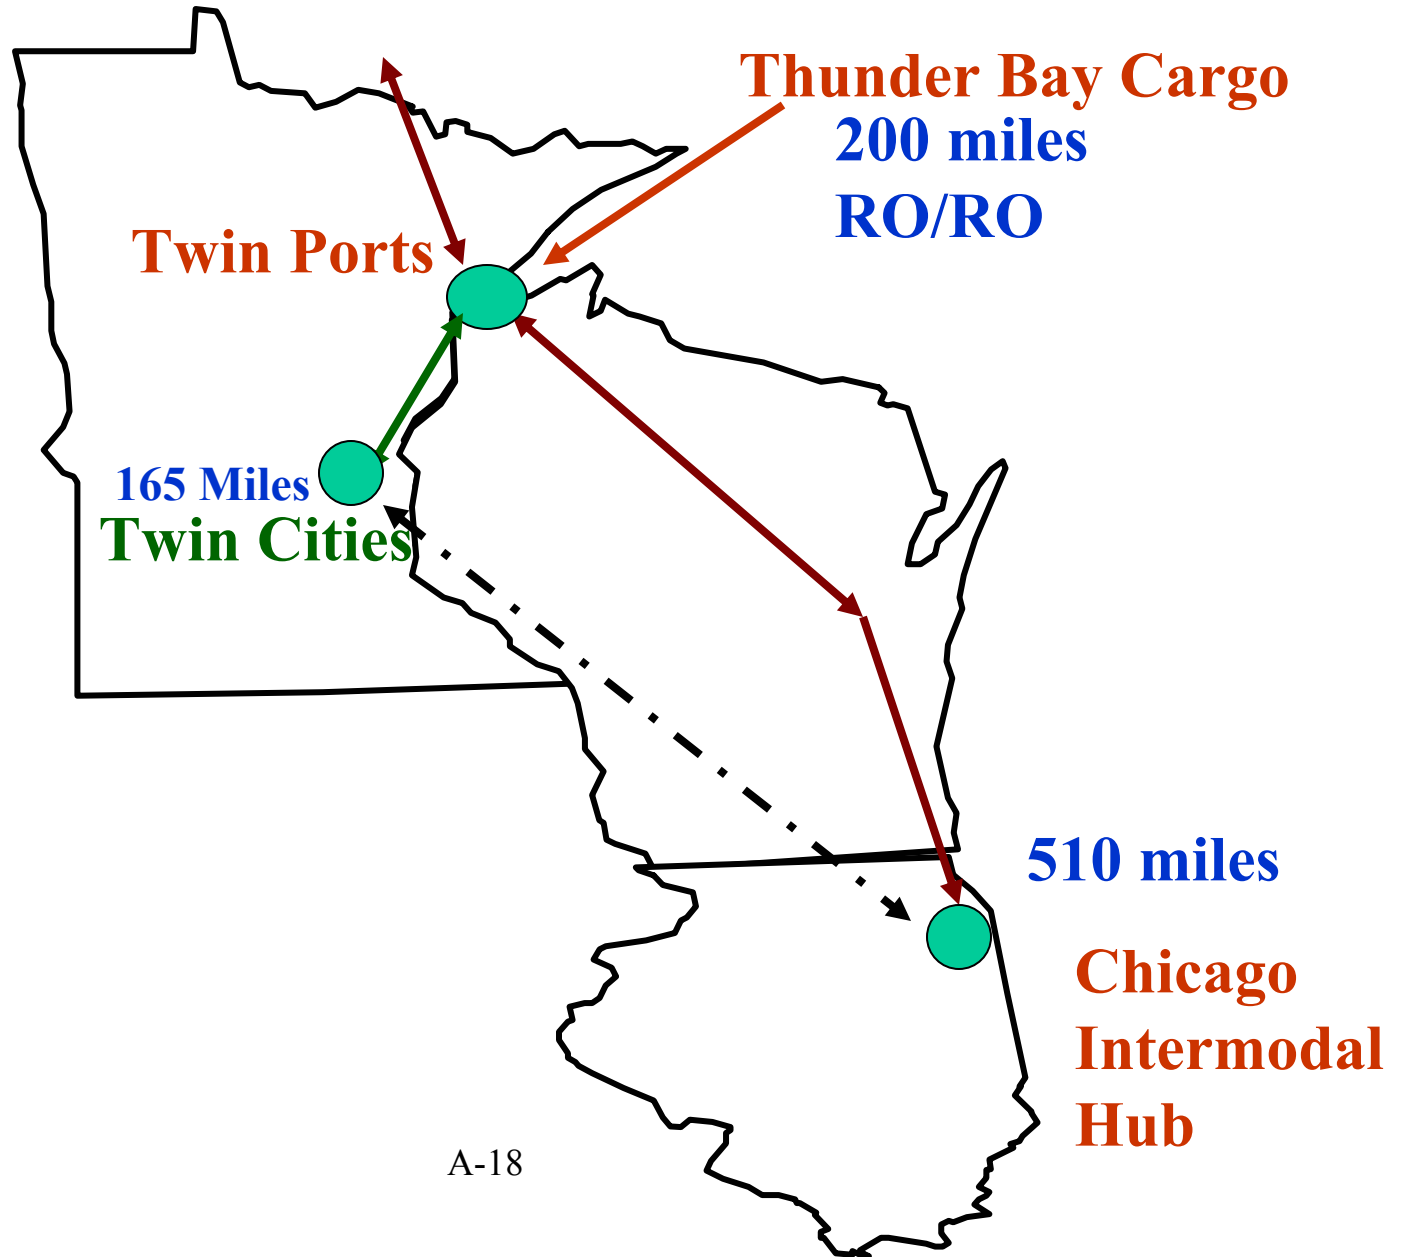 Thunder Bay Cargo
200 miles
RO/RO
Twin Ports
165 Miles
Twin Cities
510 miles
Chicago
Intermodal
Hub
A-18